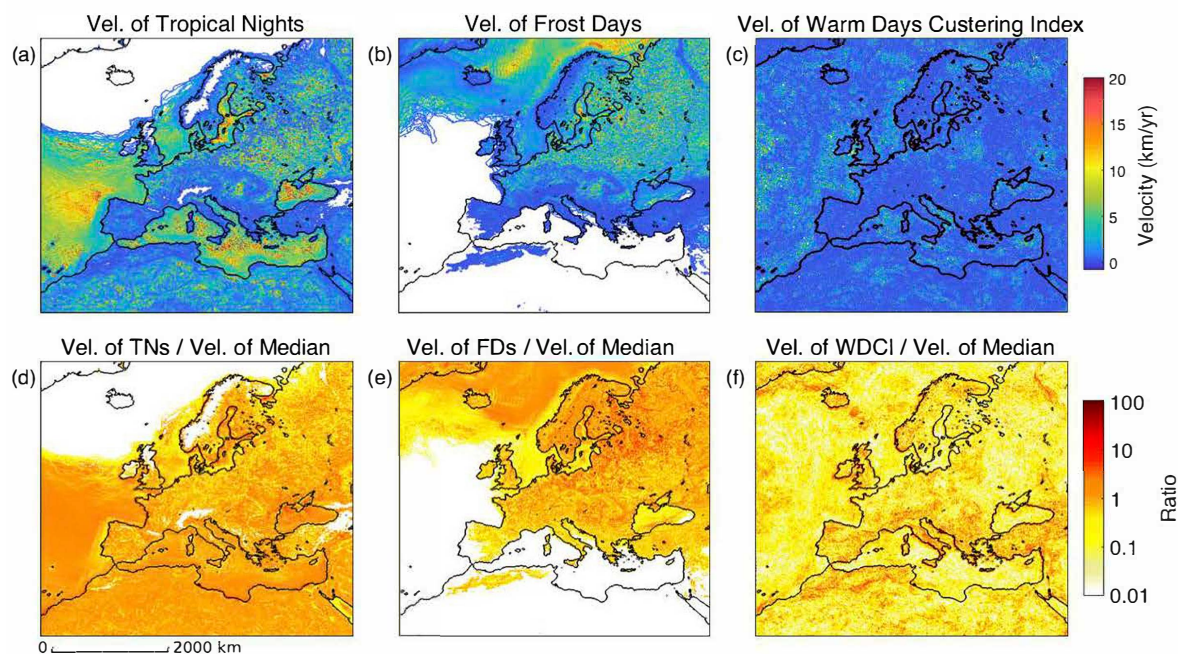 Vel. of Tropical Nights
Vel. of Frost Days
Vel. of Warm Days Custering Index
(a)
(b)
(c)
20
15
10
5
0
Velocity (km/yr)
Vel. of TNs / Vel. of Median
Vel. of FDs / Vel. of Median
Vel. of WDCI / Vel. of Median
(d)
(e)
(f)
100
10
1
0.1
0.01
Ratio
0 2000 km